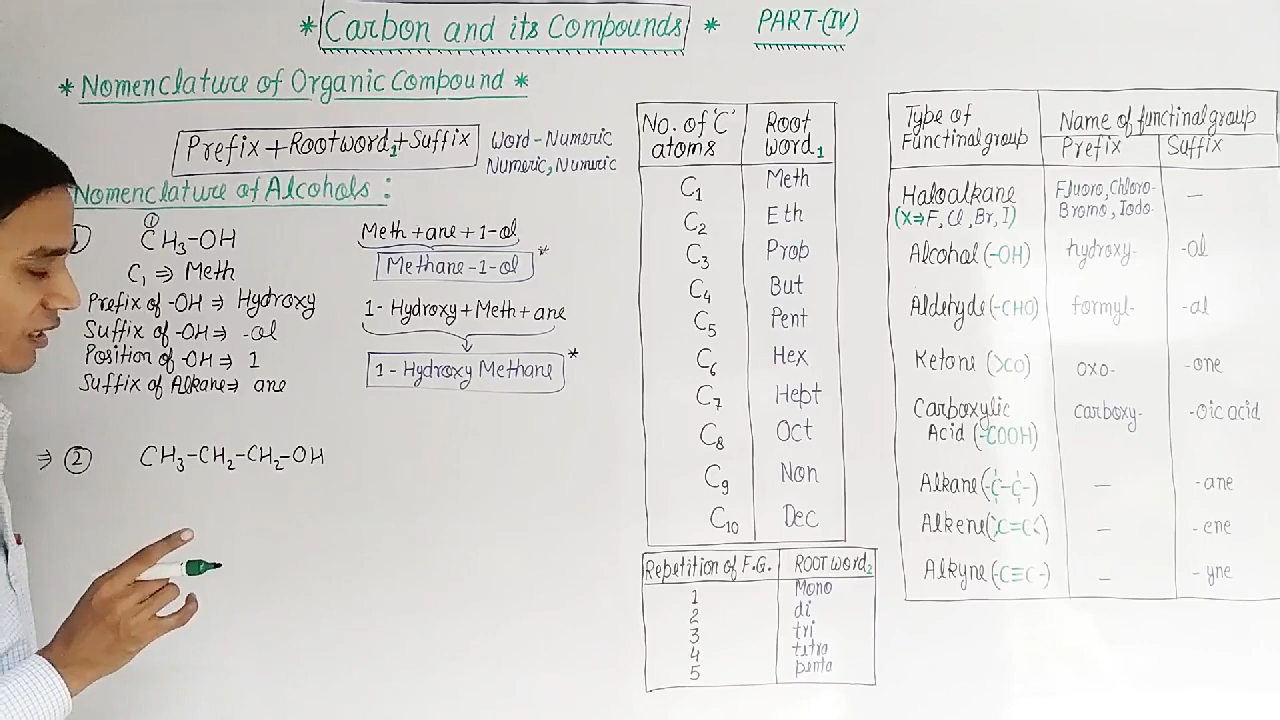 * Carbon and its Compounds * PART-(IV)
* Nomenclature of Organic Compound *
Prefix + Rootword1 + Suffix
Word - Numeric
Numeric, Numeric
Nomenclature of Alcohols :
①
CH3-OH
C1 ⇒ Meth
Prefix of -OH ⇒ Hydroxy
Suffix of -OH ⇒ -ol
Position of -OH ⇒ 1
Suffix of Alkane ⇒ ane
Meth + ane + 1-ol
Methane-1-ol *
1- Hydroxy + Meth + ane
1 - Hydroxy Methane *
⇒ ② CH3-CH2-CH2-OH
No. of 'C' atoms Root word1
C1 Meth
C2 Eth
C3 Prop
C4 But
C5 Pent
C6 Hex
C7 Hept
C8 Oct
C9 Non
C10 Dec
Repetition of F.G. ROOT word2
1 Mono
2 di
3 tri
4 tetra
5 penta
Type of Functinal group
Name of functinal group
Prefix Suffix
Haloalkane Fluoro, Chloro- —
(X⇒F, Cl, Br, I) Bromo, Iodo-
Alcohal (-OH) hydroxy- -ol
Aldehyde (-CHO) formyl- -al
Ketone (>CO) oxo- -one
Carboxylic carboxy- -oic acid
Acid (-COOH)
Alkane (-C-C-) — -ane
Alkene (>C=C<) — -ene
Alkyne (-C≡C-) — -yne